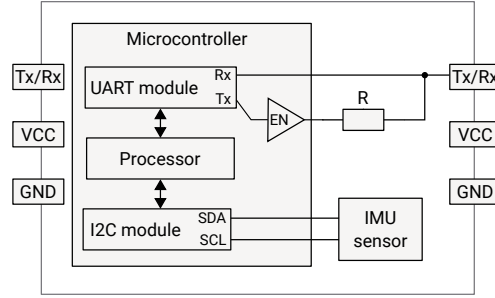 Microcontroller
Tx/Rx
UART module
Rx
Tx
EN
R
Tx/Rx
VCC
Processor
VCC
GND
I2C module
SDA
SCL
IMU
sensor
GND